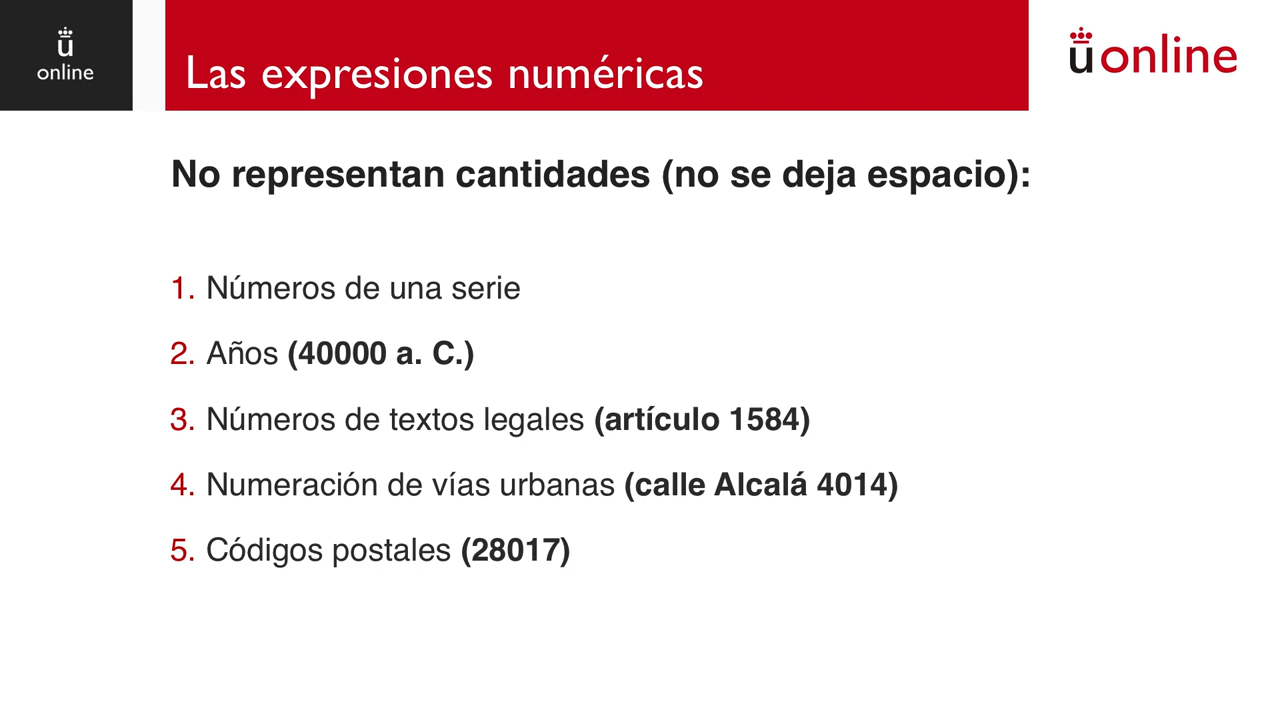 ü
online
Las expresiones numéricas
üonline
No representan cantidades (no se deja espacio):
1. Números de una serie
2. Años (40000 a. C.)
3. Números de textos legales (artículo 1584)
4. Numeración de vías urbanas (calle Alcalá 4014)
5. Códigos postales (28017)